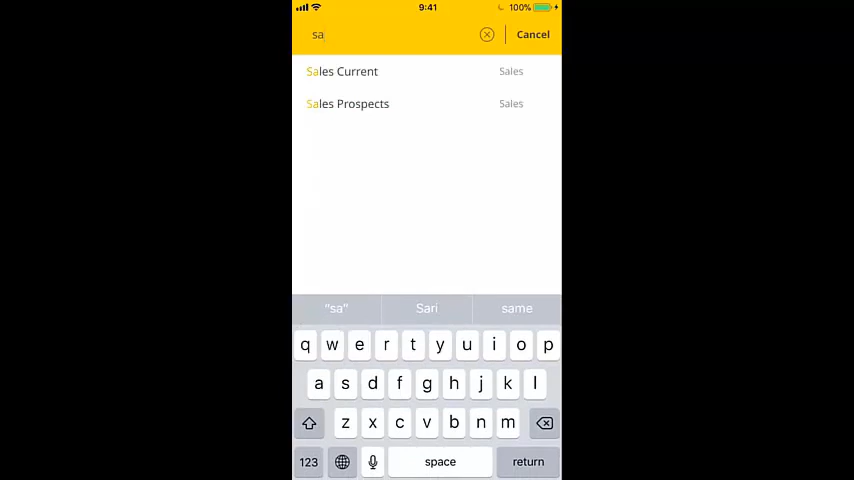 9:41 100%
sa Cancel
Sales Current Sales
Sales Prospects Sales
"sa" Sari same
q w e r t y u i o p
a s d f g h j k l
z x c v b n m
123 space return